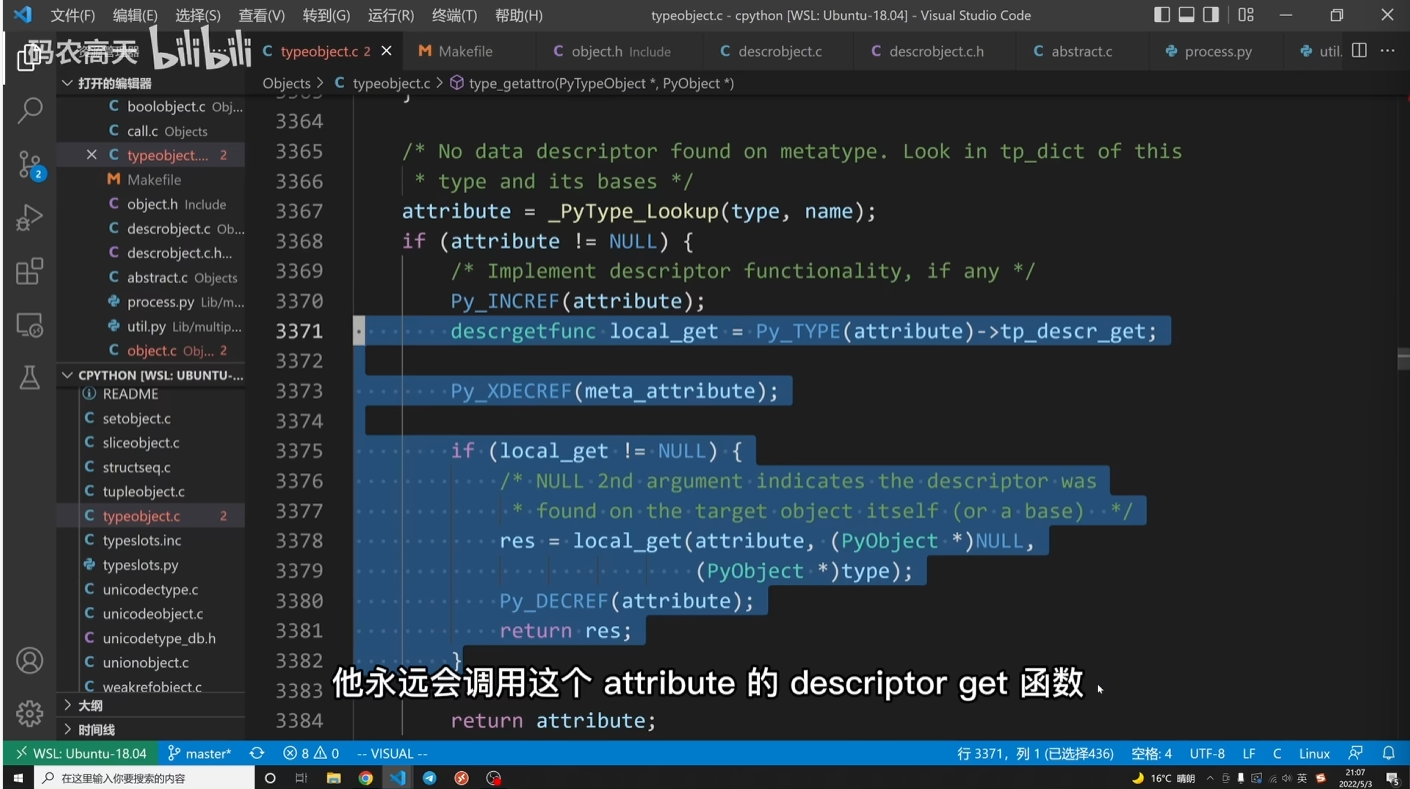 文件(F) 编辑(E) 选择(S) 查看(V) 转到(G) 运行(R) 终端(T) 帮助(H) typeobject.c - cpython [WSL: Ubuntu-18.04] - Visual Studio Code
码农高天 bilibili
typeobject.c 2 Makefile object.h Include descrobject.c descrobject.c.h abstract.c process.py util.
打开的编辑器
Objects > typeobject.c > type_getattro(PyTypeObject *, PyObject *)
boolobject.c Obj...
call.c Objects
typeobject.... 2
Makefile
object.h Include
descrobject.c Ob...
descrobject.c.h...
abstract.c Objects
process.py Lib/m...
util.py Lib/multip...
object.c Obj... 2
CPYTHON [WSL: UBUNTU-...
README
setobject.c
sliceobject.c
structseq.c
tupleobject.c
typeobject.c 2
typeslots.inc
typeslots.py
unicodectype.c
unicodeobject.c
unicodetype_db.h
unionobject.c
weakrefobject.c
大纲
时间线
2
3363 }
3364
3365 /* No data descriptor found on metatype. Look in tp_dict of this
3366 * type and its bases */
3367 attribute = _PyType_Lookup(type, name);
3368 if (attribute != NULL) {
3369 /* Implement descriptor functionality, if any */
3370 Py_INCREF(attribute);
3371 descrgetfunc local_get = Py_TYPE(attribute)->tp_descr_get;
3372
3373 Py_XDECREF(meta_attribute);
3374
3375 if (local_get != NULL) {
3376 /* NULL 2nd argument indicates the descriptor was
3377 * found on the target object itself (or a base) */
3378 res = local_get(attribute, (PyObject *)NULL,
3379 (PyObject *)type);
3380 Py_DECREF(attribute);
3381 return res;
3382 }
3383
他永远会调用这个 attribute 的 descriptor get 函数
3384 return attribute;
WSL: Ubuntu-18.04 master* 8 0 -- VISUAL -- 行 3371，列 1 (已选择436) 空格: 4 UTF-8 LF C Linux
在这里输入你要搜索的内容 16°C 晴朗 英 21:07
2022/5/3 5